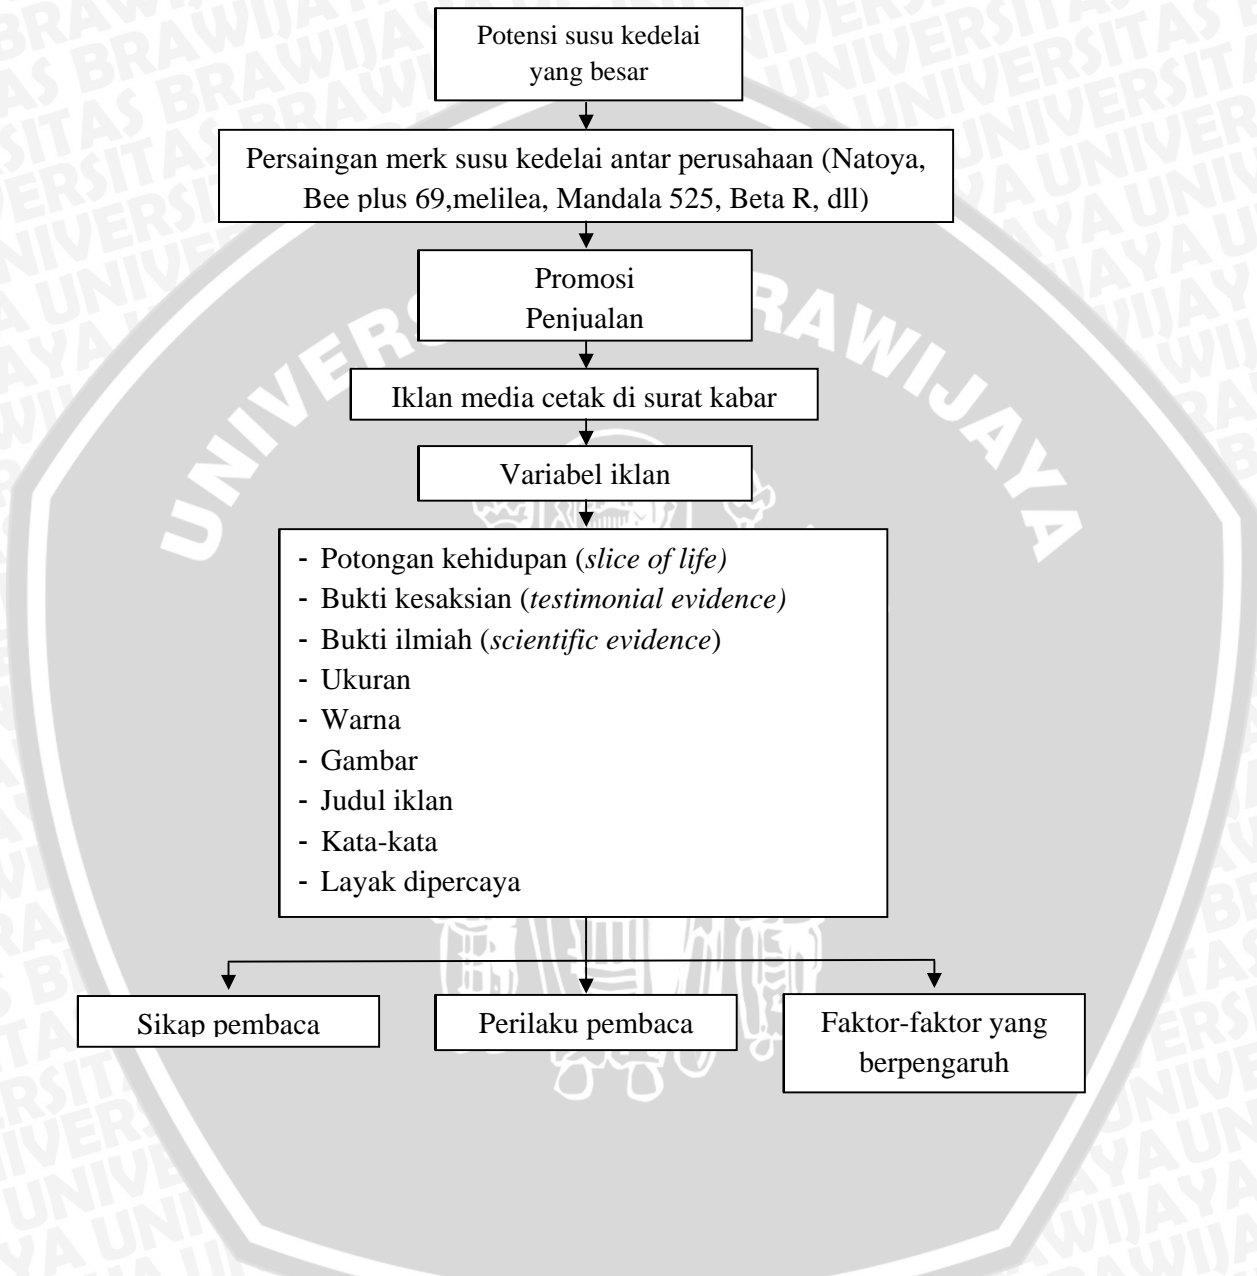 Potensi susu kedelai
yang besar
Persaingan merk susu kedelai antar perusahaan (Natoya,
Bee plus 69,melilea, Mandala 525, Beta R, dll)
Promosi
Penjualan
Iklan media cetak di surat kabar
Variabel iklan
- Potongan kehidupan (slice of life)
- Bukti kesaksian (testimonial evidence)
- Bukti ilmiah (scientific evidence)
- Ukuran
- Warna
- Gambar
- Judul iklan
- Kata-kata
- Layak dipercaya
Sikap pembaca
Perilaku pembaca
Faktor-faktor yang
berpengaruh